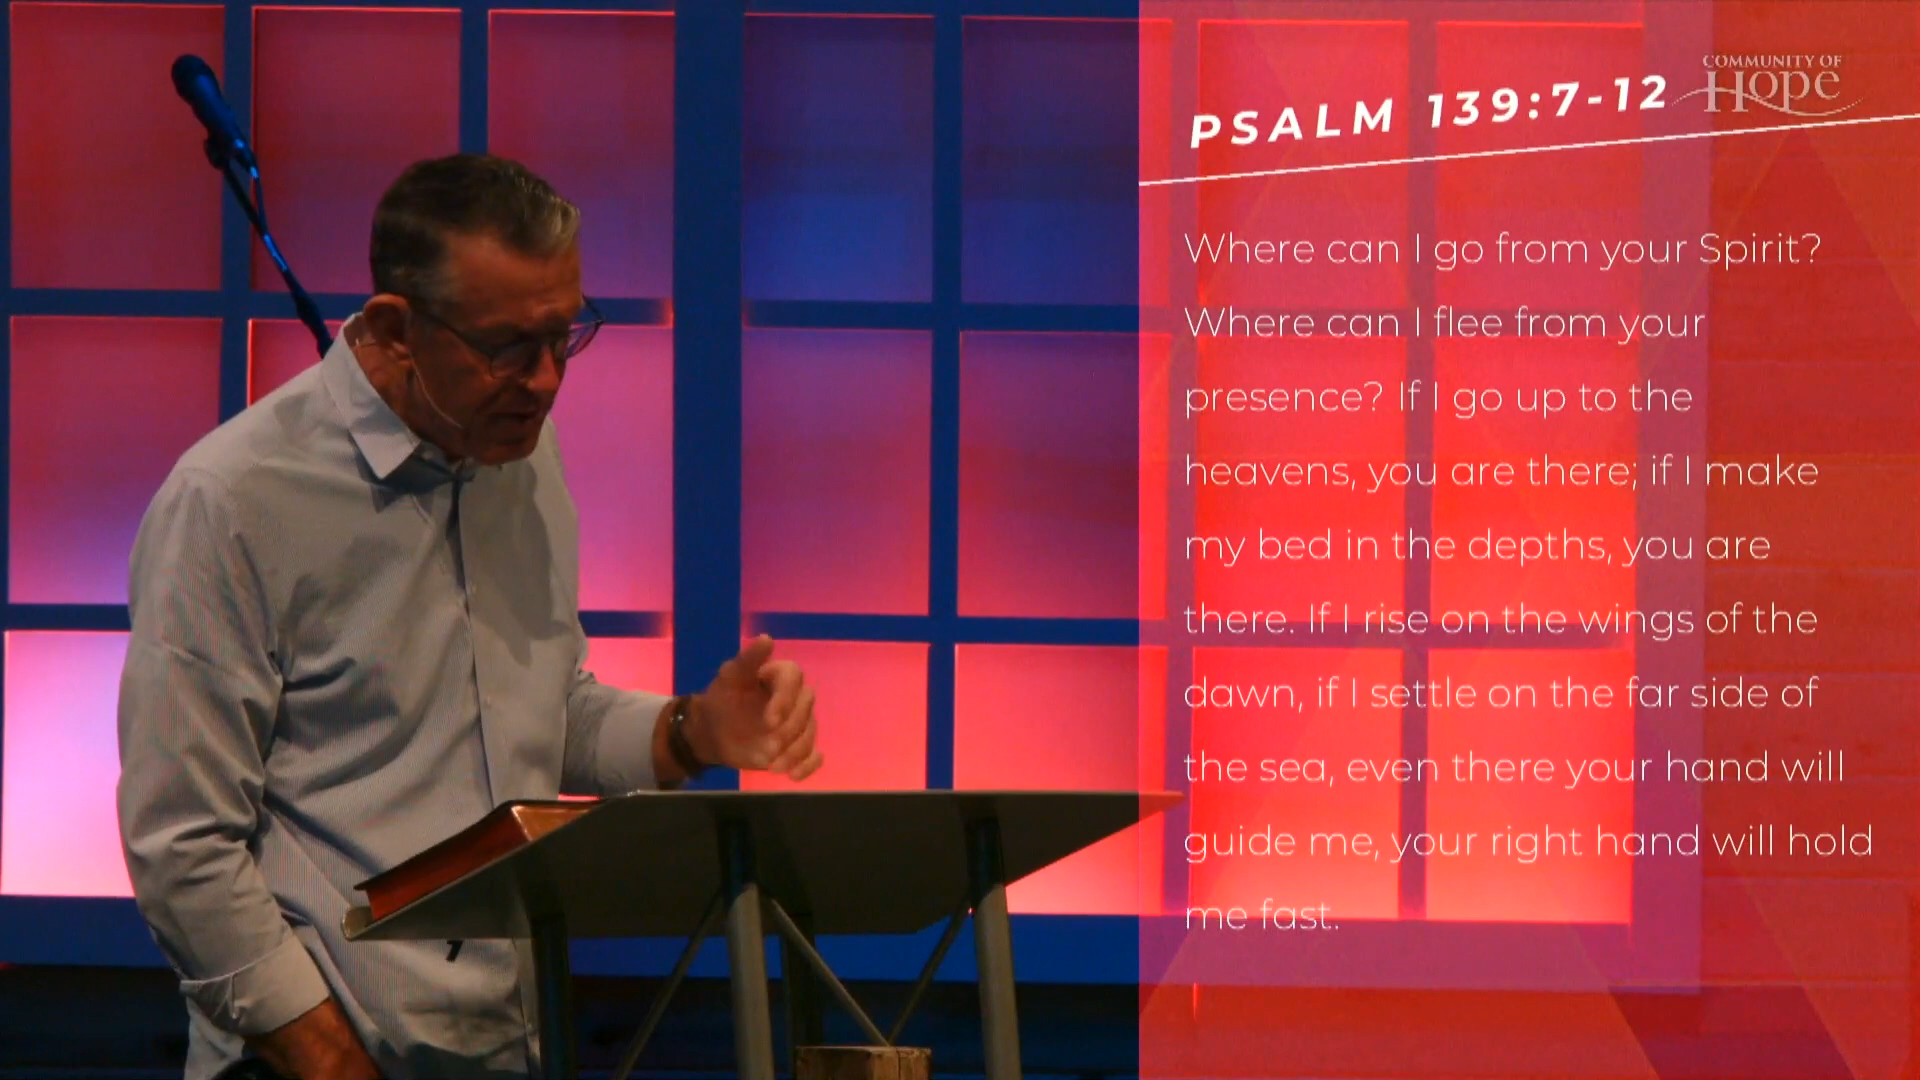 COMMUNITY OF
Hope
PSALM 139:7-12
Where can I go from your Spirit?
Where can I flee from your
presence? If I go up to the
heavens, you are there; if I make
my bed in the depths, you are
there. If I rise on the wings of the
dawn, if I settle on the far side of
the sea, even there your hand will
guide me, your right hand will hold
me fast.